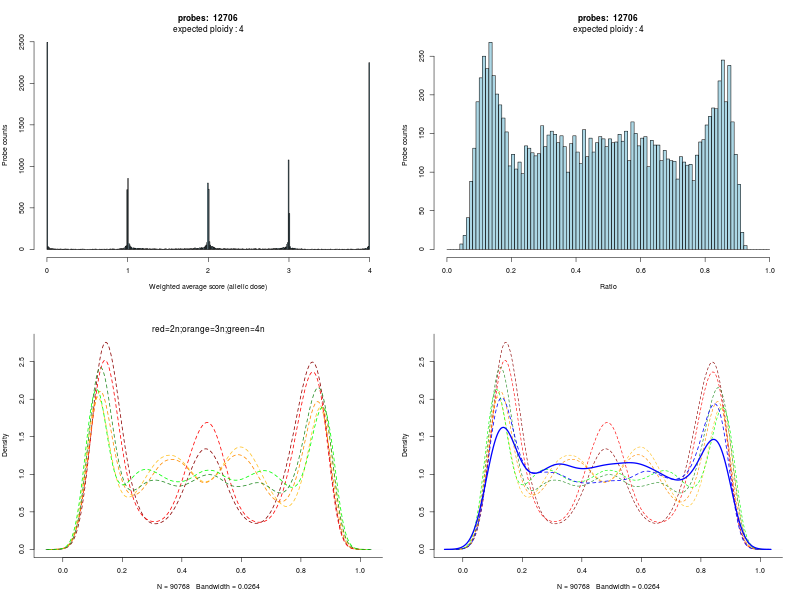 probes: 12706
expected ploidy : 4
Probe counts
2500
2000
1500
1000
500
0
0 1 2 3 4
Weighted average score (allelic dose)
probes: 12706
expected ploidy : 4
Probe counts
250
200
150
100
50
0
0.0 0.2 0.4 0.6 0.8 1.0
Ratio
red=2n;orange=3n;green=4n
Density
2.5
2.0
1.5
1.0
0.5
0.0
0.0 0.2 0.4 0.6 0.8 1.0
N = 90768 Bandwidth = 0.0264
Density
2.5
2.0
1.5
1.0
0.5
0.0
0.0 0.2 0.4 0.6 0.8 1.0
N = 90768 Bandwidth = 0.0264